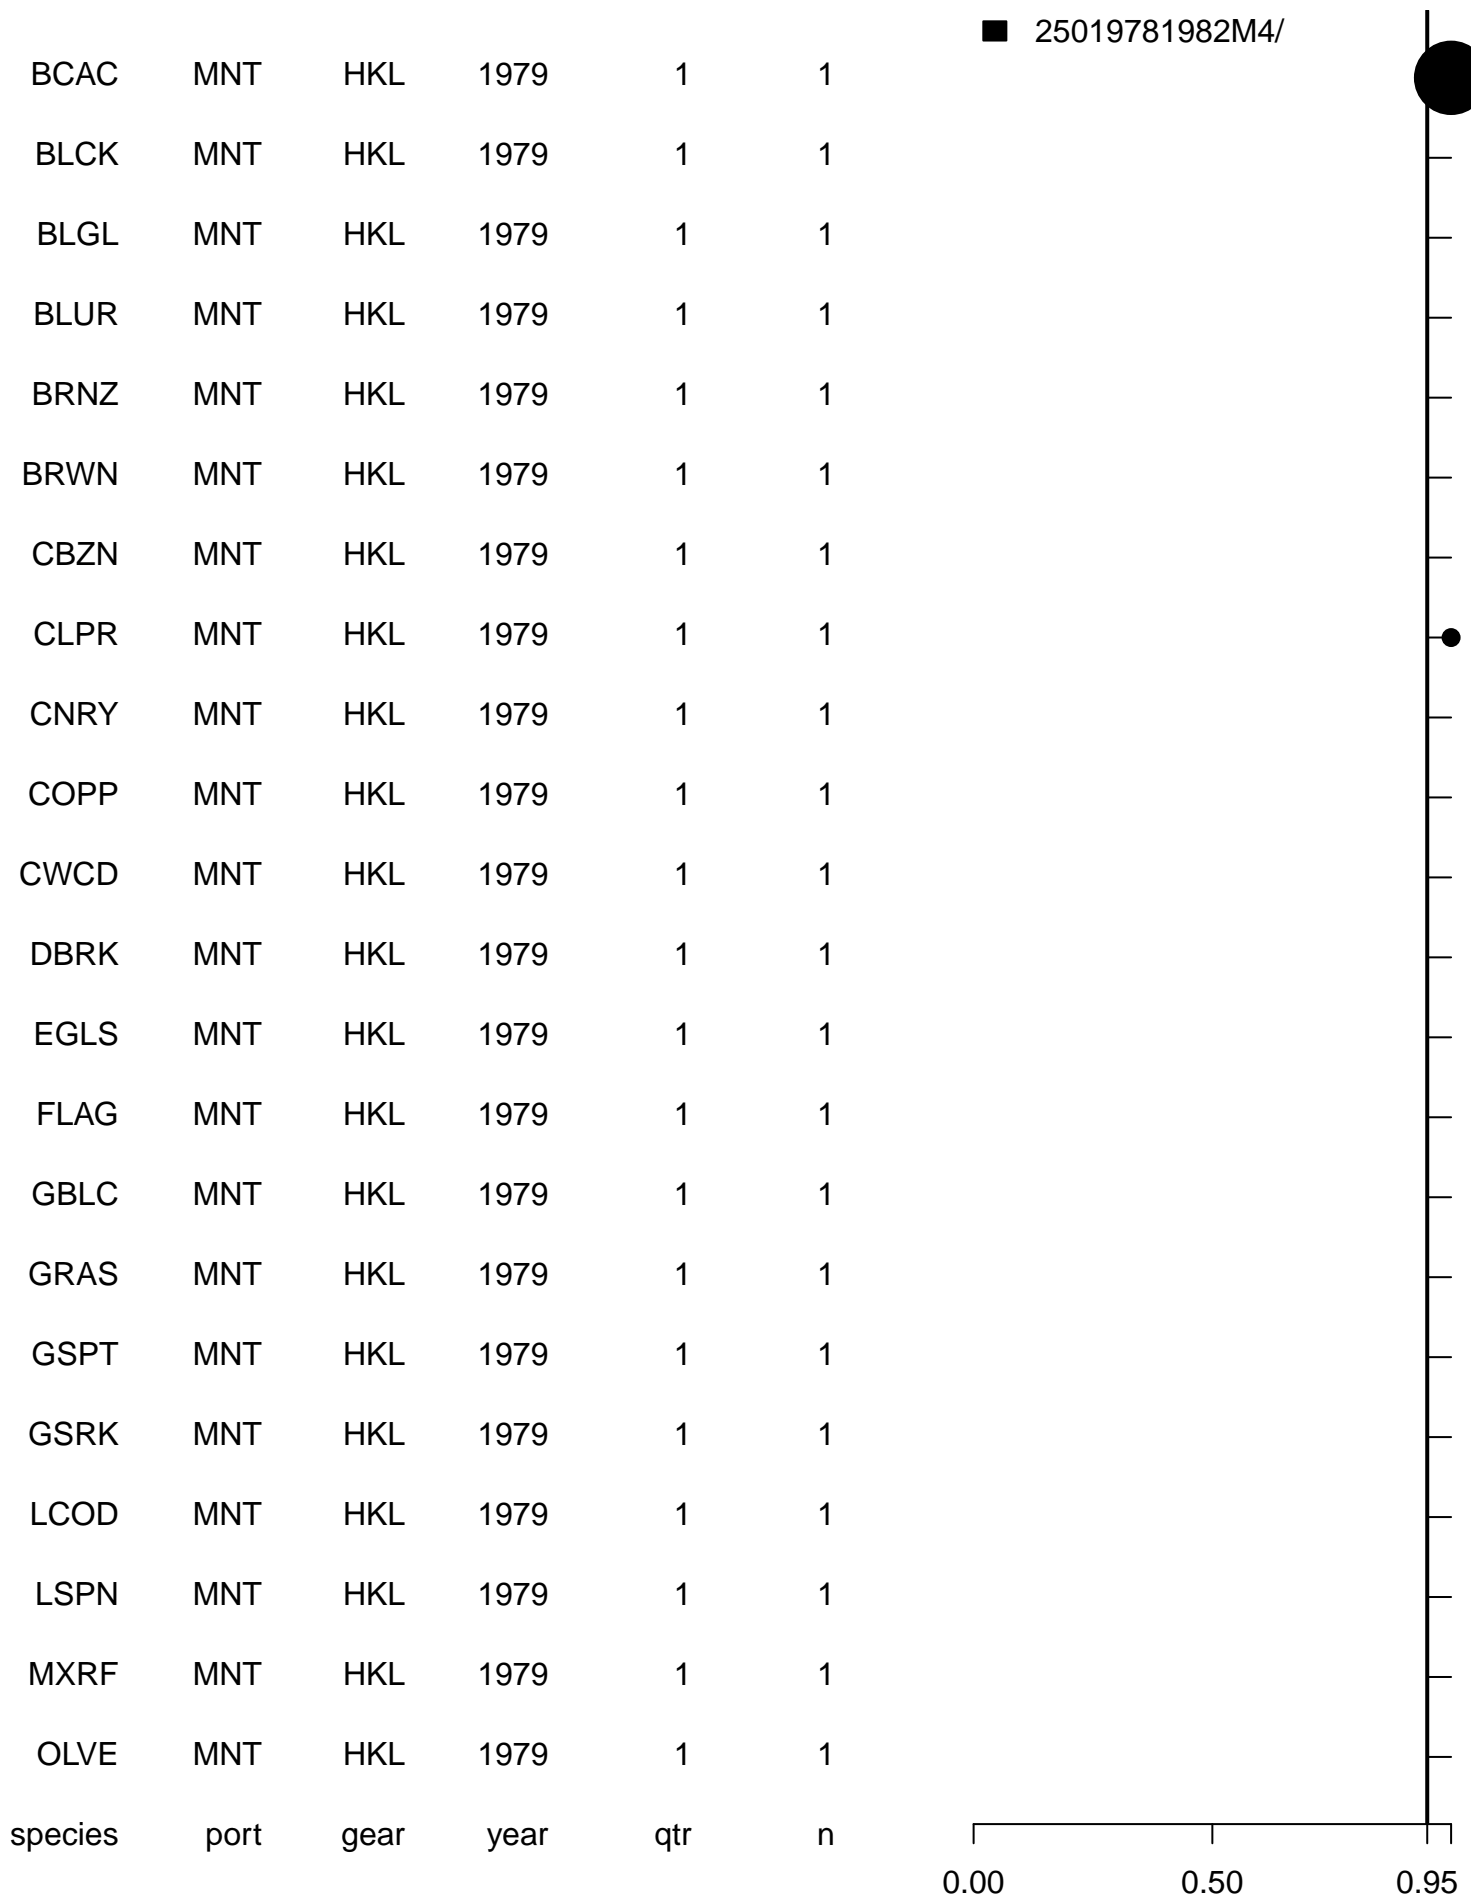 25019781982M4/
BCAC MNT HKL 1979 1 1
BLCK MNT HKL 1979 1 1
BLGL MNT HKL 1979 1 1
BLUR MNT HKL 1979 1 1
BRNZ MNT HKL 1979 1 1
BRWN MNT HKL 1979 1 1
CBZN MNT HKL 1979 1 1
CLPR MNT HKL 1979 1 1
CNRY MNT HKL 1979 1 1
COPP MNT HKL 1979 1 1
CWCD MNT HKL 1979 1 1
DBRK MNT HKL 1979 1 1
EGLS MNT HKL 1979 1 1
FLAG MNT HKL 1979 1 1
GBLC MNT HKL 1979 1 1
GRAS MNT HKL 1979 1 1
GSPT MNT HKL 1979 1 1
GSRK MNT HKL 1979 1 1
LCOD MNT HKL 1979 1 1
LSPN MNT HKL 1979 1 1
MXRF MNT HKL 1979 1 1
OLVE MNT HKL 1979 1 1
species port gear year qtr n
0.00 0.50 0.95